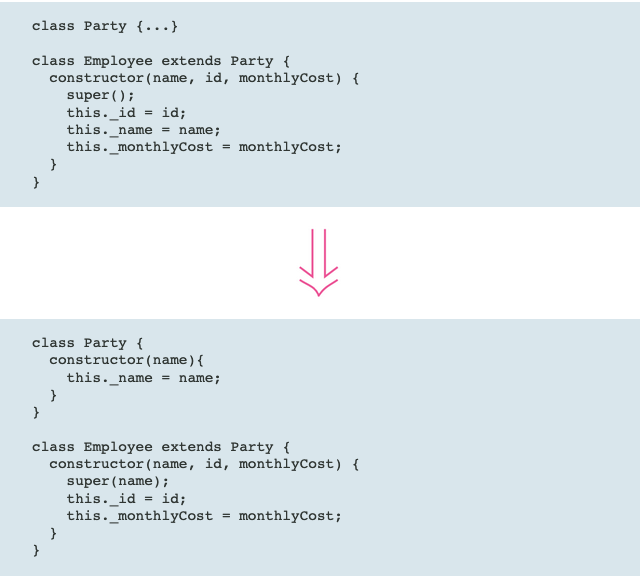 class Party {...}

class Employee extends Party {
  constructor(name, id, monthlyCost) {
    super();
    this._id = id;
    this._name = name;
    this._monthlyCost = monthlyCost;
  }
}

class Party {
  constructor(name){
    this._name = name;
  }
}

class Employee extends Party {
  constructor(name, id, monthlyCost) {
    super(name);
    this._id = id;
    this._monthlyCost = monthlyCost;
  }
}